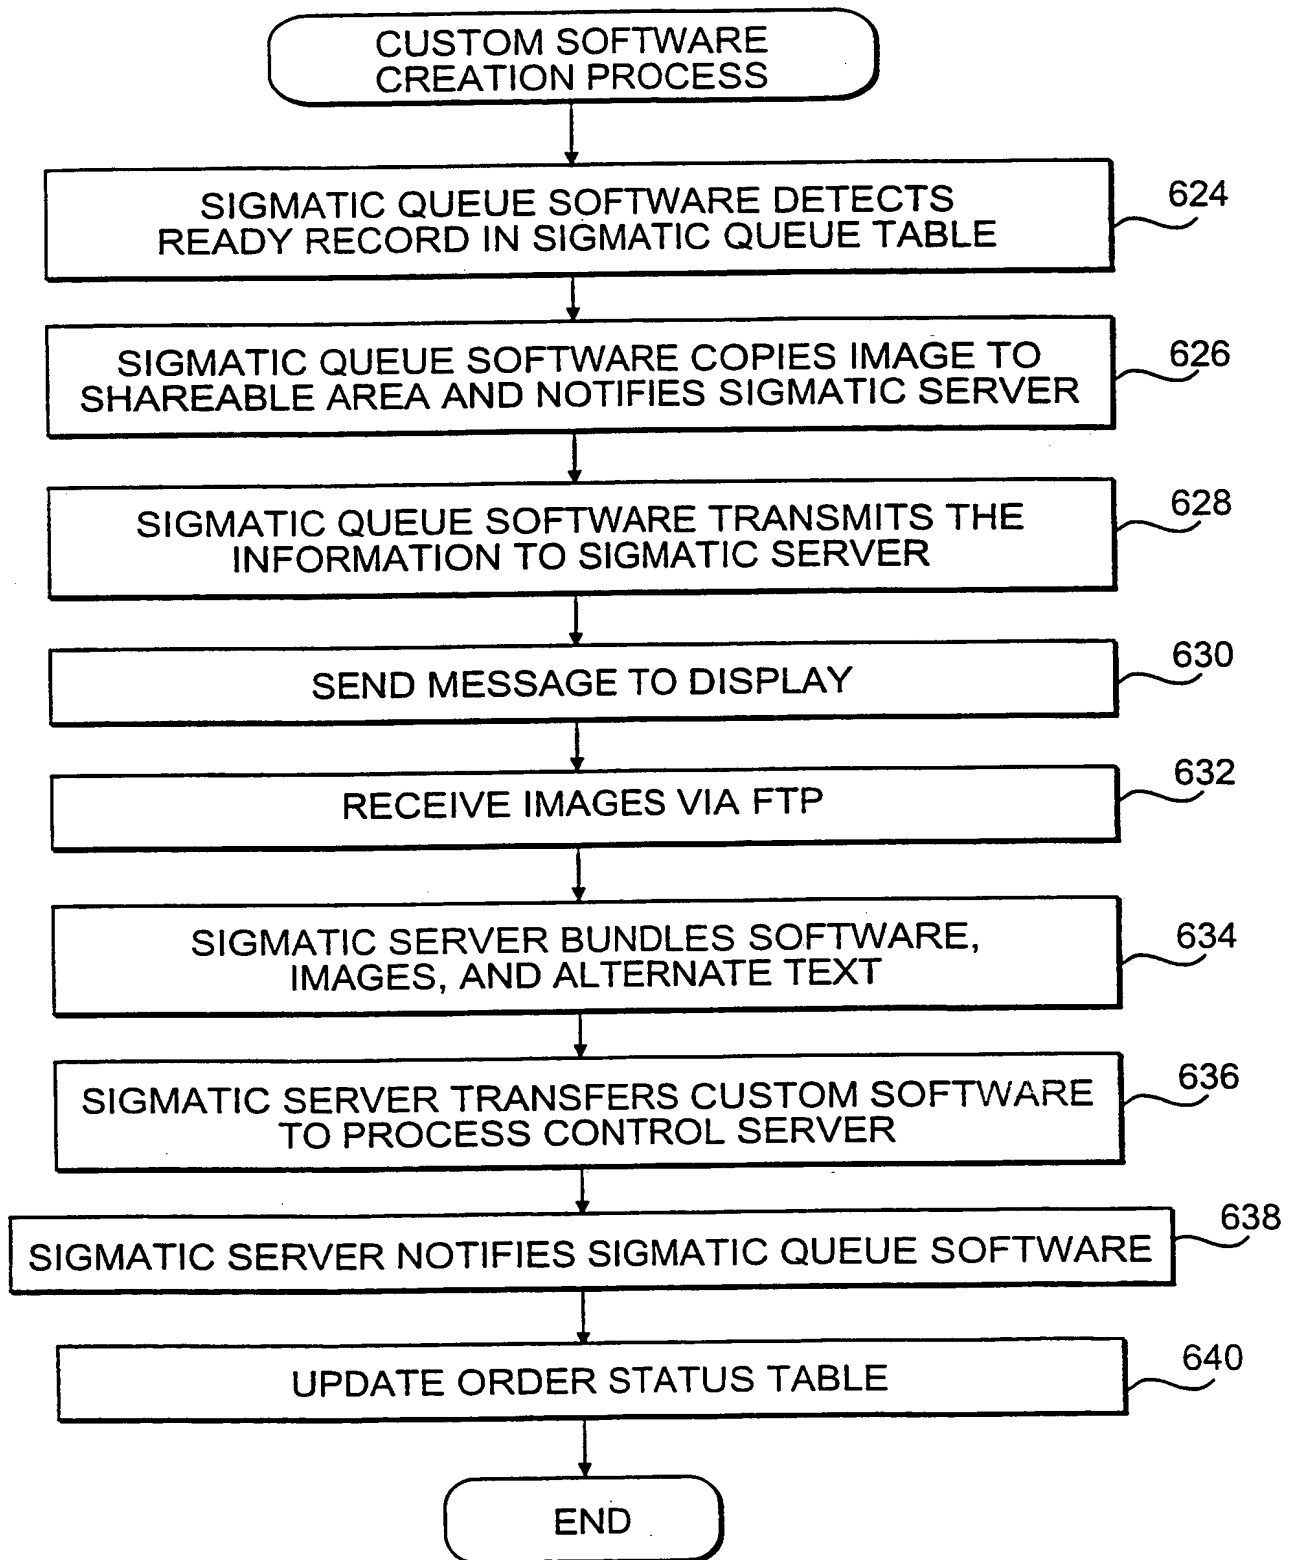 CUSTOM SOFTWARE
CREATION PROCESS
SIGMATIC QUEUE SOFTWARE DETECTS
READY RECORD IN SIGMATIC QUEUE TABLE
624
SIGMATIC QUEUE SOFTWARE COPIES IMAGE TO
SHAREABLE AREA AND NOTIFIES SIGMATIC SERVER
626
SIGMATIC QUEUE SOFTWARE TRANSMITS THE
INFORMATION TO SIGMATIC SERVER
628
SEND MESSAGE TO DISPLAY
630
RECEIVE IMAGES VIA FTP
632
SIGMATIC SERVER BUNDLES SOFTWARE,
IMAGES, AND ALTERNATE TEXT
634
SIGMATIC SERVER TRANSFERS CUSTOM SOFTWARE
TO PROCESS CONTROL SERVER
636
SIGMATIC SERVER NOTIFIES SIGMATIC QUEUE SOFTWARE
638
UPDATE ORDER STATUS TABLE
640
END